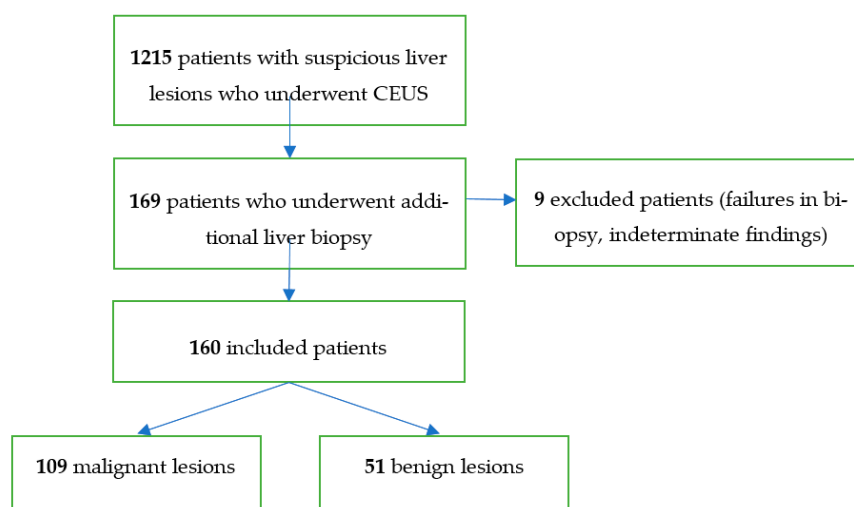 1215 patients with suspicious liver
lesions who underwent CEUS
169 patients who underwent addi-
tional liver biopsy
9 excluded patients (failures in bi-
opsy, indeterminate findings)
160 included patients
109 malignant lesions
51 benign lesions